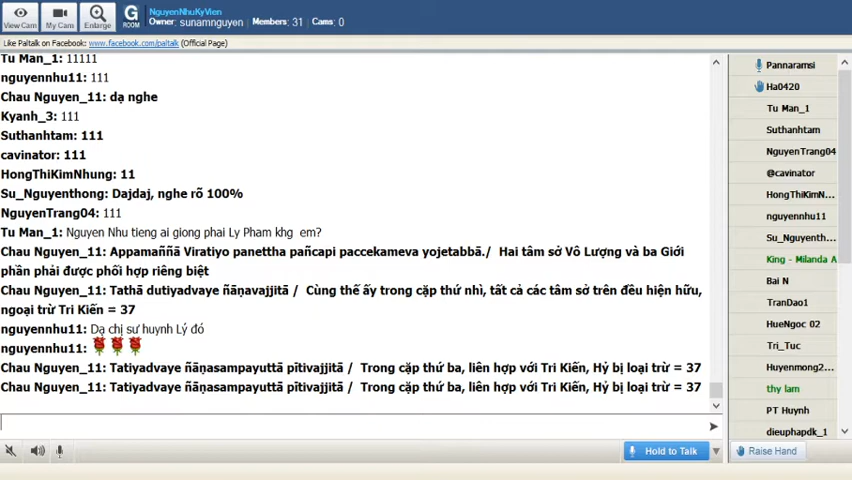 NguyenNhuKyVien
Owner: sunamnguyen Members: 31 Cams: 0
View Cam My Cam Enlarge G ROOM
Like Paltalk on Facebook: www.facebook.com/paltalk (Official Page)
Tu Man_1: 11111
nguyennhu11: 111
Chau Nguyen_11: dạ nghe
Kyanh_3: 111
Suthanhtam: 111
cavinator: 111
HongThiKimNhung: 11
Su_Nguyenthong: Dajdaj, nghe rõ 100%
NguyenTrang04: 111
Tu Man_1: Nguyen Nhu tieng ai giong phai Ly Pham khg em?
Chau Nguyen_11: Appamaññā Viratiyo panettha pañcapi paccekameva yojetabbā./ Hai tâm sở Vô Lượng và ba Giới
phần phải được phối hợp riêng biệt
Chau Nguyen_11: Tathā dutiyadvaye ñāṇavajjitā / Cùng thế ấy trong cặp thứ nhì, tất cả các tâm sở trên đều hiện hữu,
ngoại trừ Tri Kiến = 37
nguyennhu11: Dạ chị sư huynh Lý đó
nguyennhu11:
Chau Nguyen_11: Tatiyadvaye ñāṇasampayuttā pītivajjitā / Trong cặp thứ ba, liên hợp với Tri Kiến, Hỷ bị loại trừ = 37
Chau Nguyen_11: Tatiyadvaye ñāṇasampayuttā pītivajjitā / Trong cặp thứ ba, liên hợp với Tri Kiến, Hỷ bị loại trừ = 37
Hold to Talk
Pannaramsi
Ha0420
Tu Man_1
Suthanhtam
NguyenTrang04
@cavinator
HongThiKimN...
nguyennhu11
Su_Nguyenth...
King - Milanda A
Bai N
TranDao1
HueNgoc 02
Tri_Tuc
Huyenmong2...
thy lam
PT Huynh
dieuphapdk_1
Raise Hand